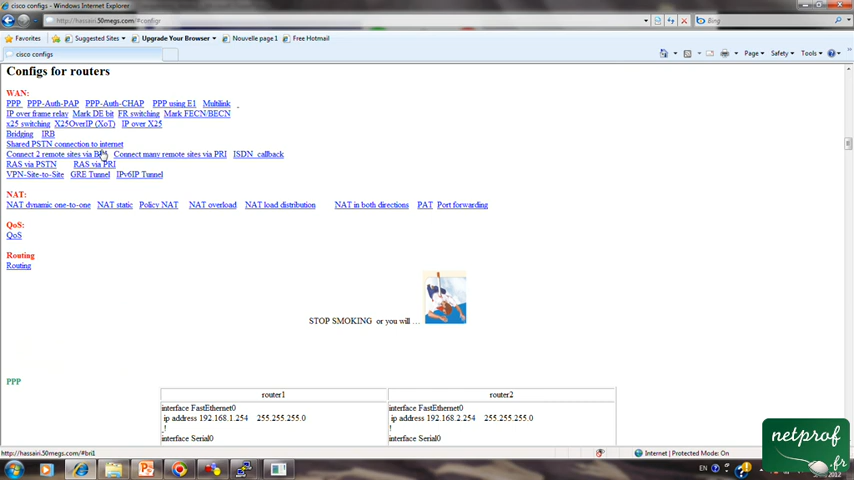 cisco configs - Windows Internet Explorer
http://hassairi.50megs.com/#configr
Bing
Favorites Suggested Sites Upgrade Your Browser Nouvelle page 1 Free Hotmail
cisco configs
Page Safety Tools
Configs for routers
WAN:
PPP PPP-Auth-PAP PPP-Auth-CHAP PPP using E1 Multilink
IP over frame relay Mark DE bit FR switching Mark FECN/BECN
x25 switching X25OverIP (XoT) IP over X25
Bridging IRB
Shared PSTN connection to internet
Connect 2 remote sites via Connect many remote sites via PRI ISDN callback
RAS via PSTN RAS via PRI
VPN-Site-to-Site GRE Tunnel IPv6IP Tunnel
NAT:
NAT dynamic one-to-one NAT static Policy NAT NAT overload NAT load distribution NAT in both directions PAT Port forwarding
QoS:
QoS
Routing
Routing
STOP SMOKING or you will ...
PPP
router1 router2
interface FastEthernet0 interface FastEthernet0
ip address 192.168.1.254 255.255.255.0 ip address 192.168.2.254 255.255.255.0
! !
interface Serial0 interface Serial0
netprof
.fr
http://hassairi.50megs.com/#bri1
Internet | Protected Mode: On
EN